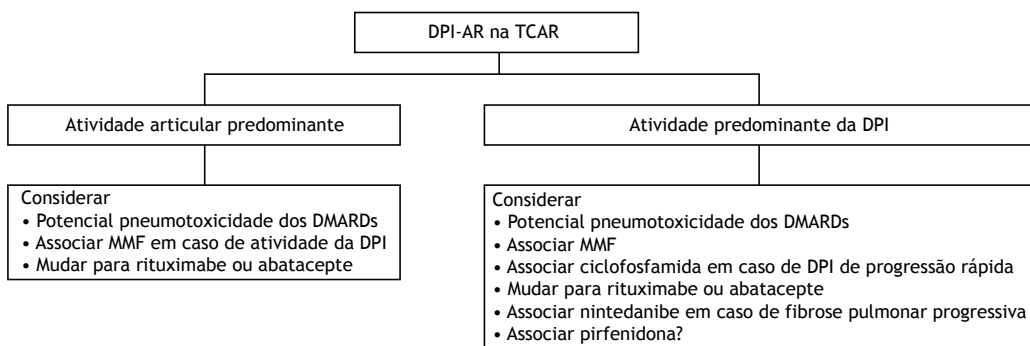 DPI-AR na TCAR
Atividade articular predominante
Atividade predominante da DPI
Considerar
• Potencial pneumotoxicidade dos DMARDs
• Associar MMF em caso de atividade da DPI
• Mudar para rituximabe ou abatacepte
Considerar
• Potencial pneumotoxicidade dos DMARDs
• Associar MMF
• Associar ciclofosfamida em caso de DPI de progressão rápida
• Mudar para rituximabe ou abatacepte
• Associar nintedanibe em caso de fibrose pulmonar progressiva
• Associar pirfenidona?